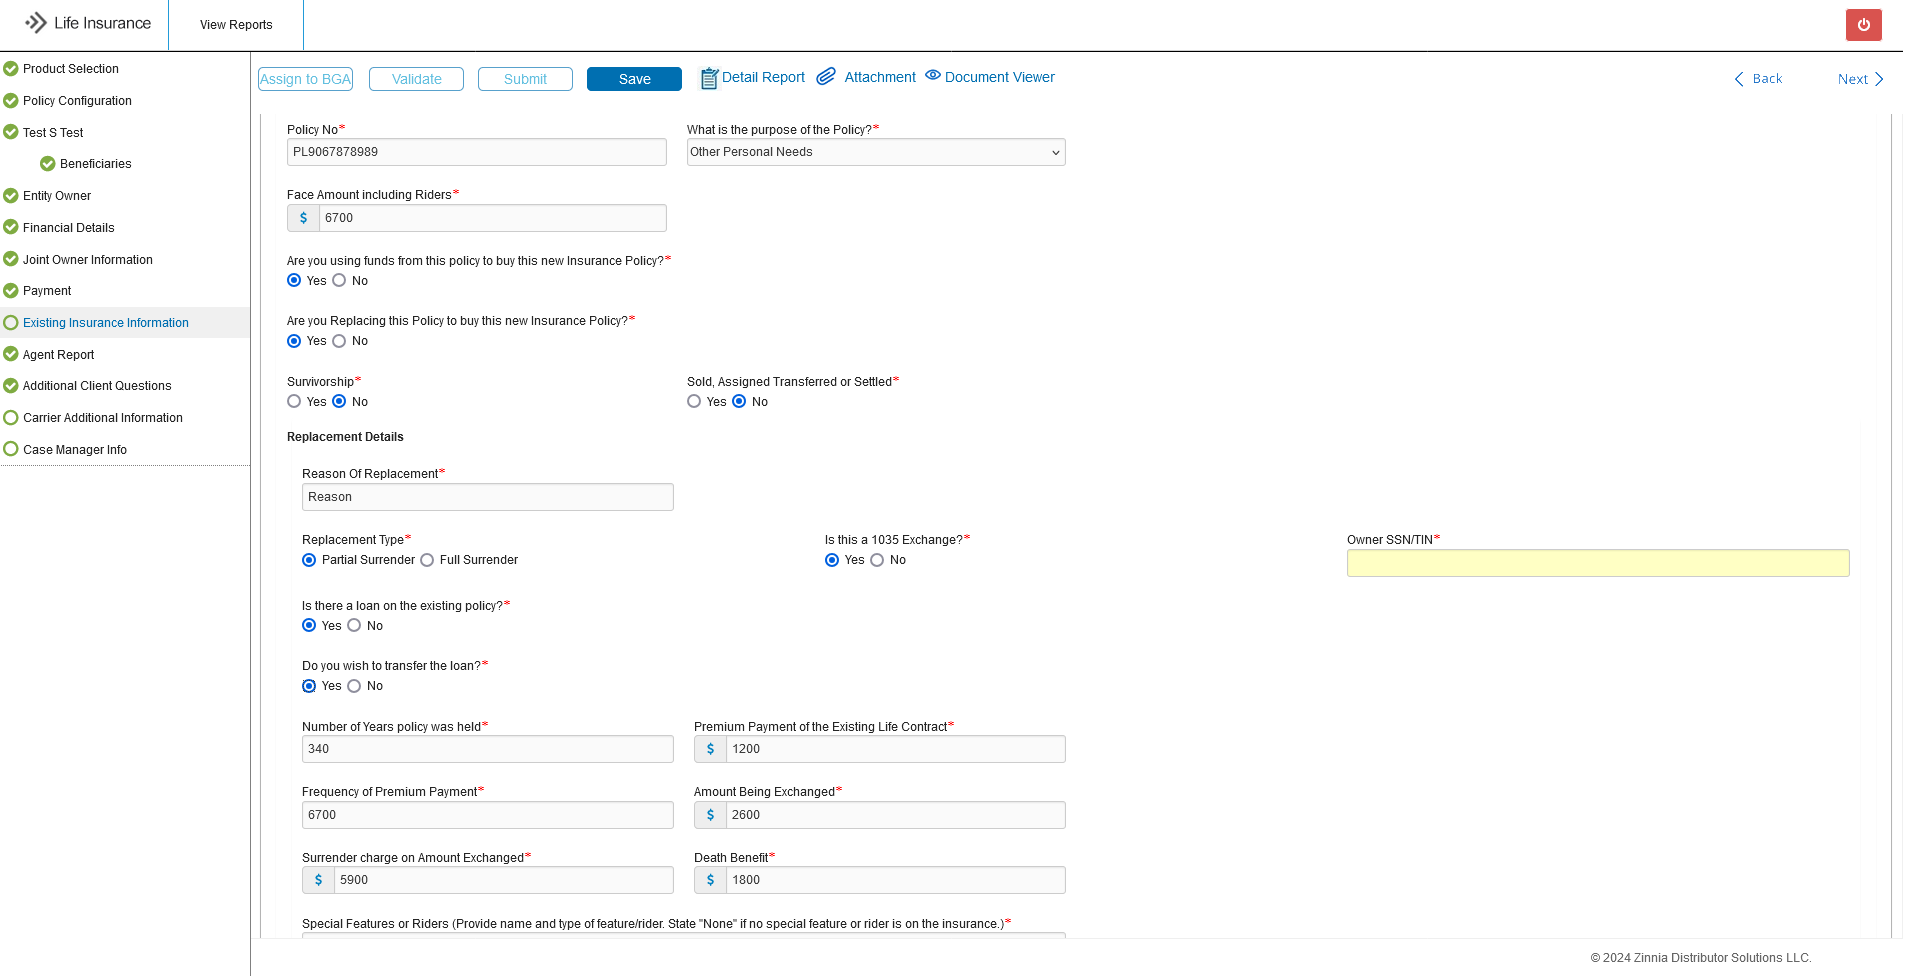 Life Insurance
View Reports
Product Selection
Policy Configuration
Test S Test
Beneficiaries
Entity Owner
Financial Details
Joint Owner Information
Payment
Existing Insurance Information
Agent Report
Additional Client Questions
Carrier Additional Information
Case Manager Info
Assign to BGA Validate Submit Save Detail Report Attachment Document Viewer Back Next
Policy No* What is the purpose of the Policy?*
PL9067878989 Other Personal Needs
Face Amount including Riders*
$ 6700
Are you using funds from this policy to buy this new Insurance Policy?*
Yes No
Are you Replacing this Policy to buy this new Insurance Policy?*
Yes No
Survivorship* Sold, Assigned Transferred or Settled*
Yes No Yes No
Replacement Details
Reason Of Replacement*
Reason
Replacement Type* Is this a 1035 Exchange?* Owner SSN/TIN*
Partial Surrender Full Surrender Yes No
Is there a loan on the existing policy?*
Yes No
Do you wish to transfer the loan?*
Yes No
Number of Years policy was held* Premium Payment of the Existing Life Contract*
340 $ 1200
Frequency of Premium Payment* Amount Being Exchanged*
6700 $ 2600
Surrender charge on Amount Exchanged* Death Benefit*
$ 5900 $ 1800
Special Features or Riders (Provide name and type of feature/rider. State "None" if no special feature or rider is on the insurance.)*
© 2024 Zinnia Distributor Solutions LLC.